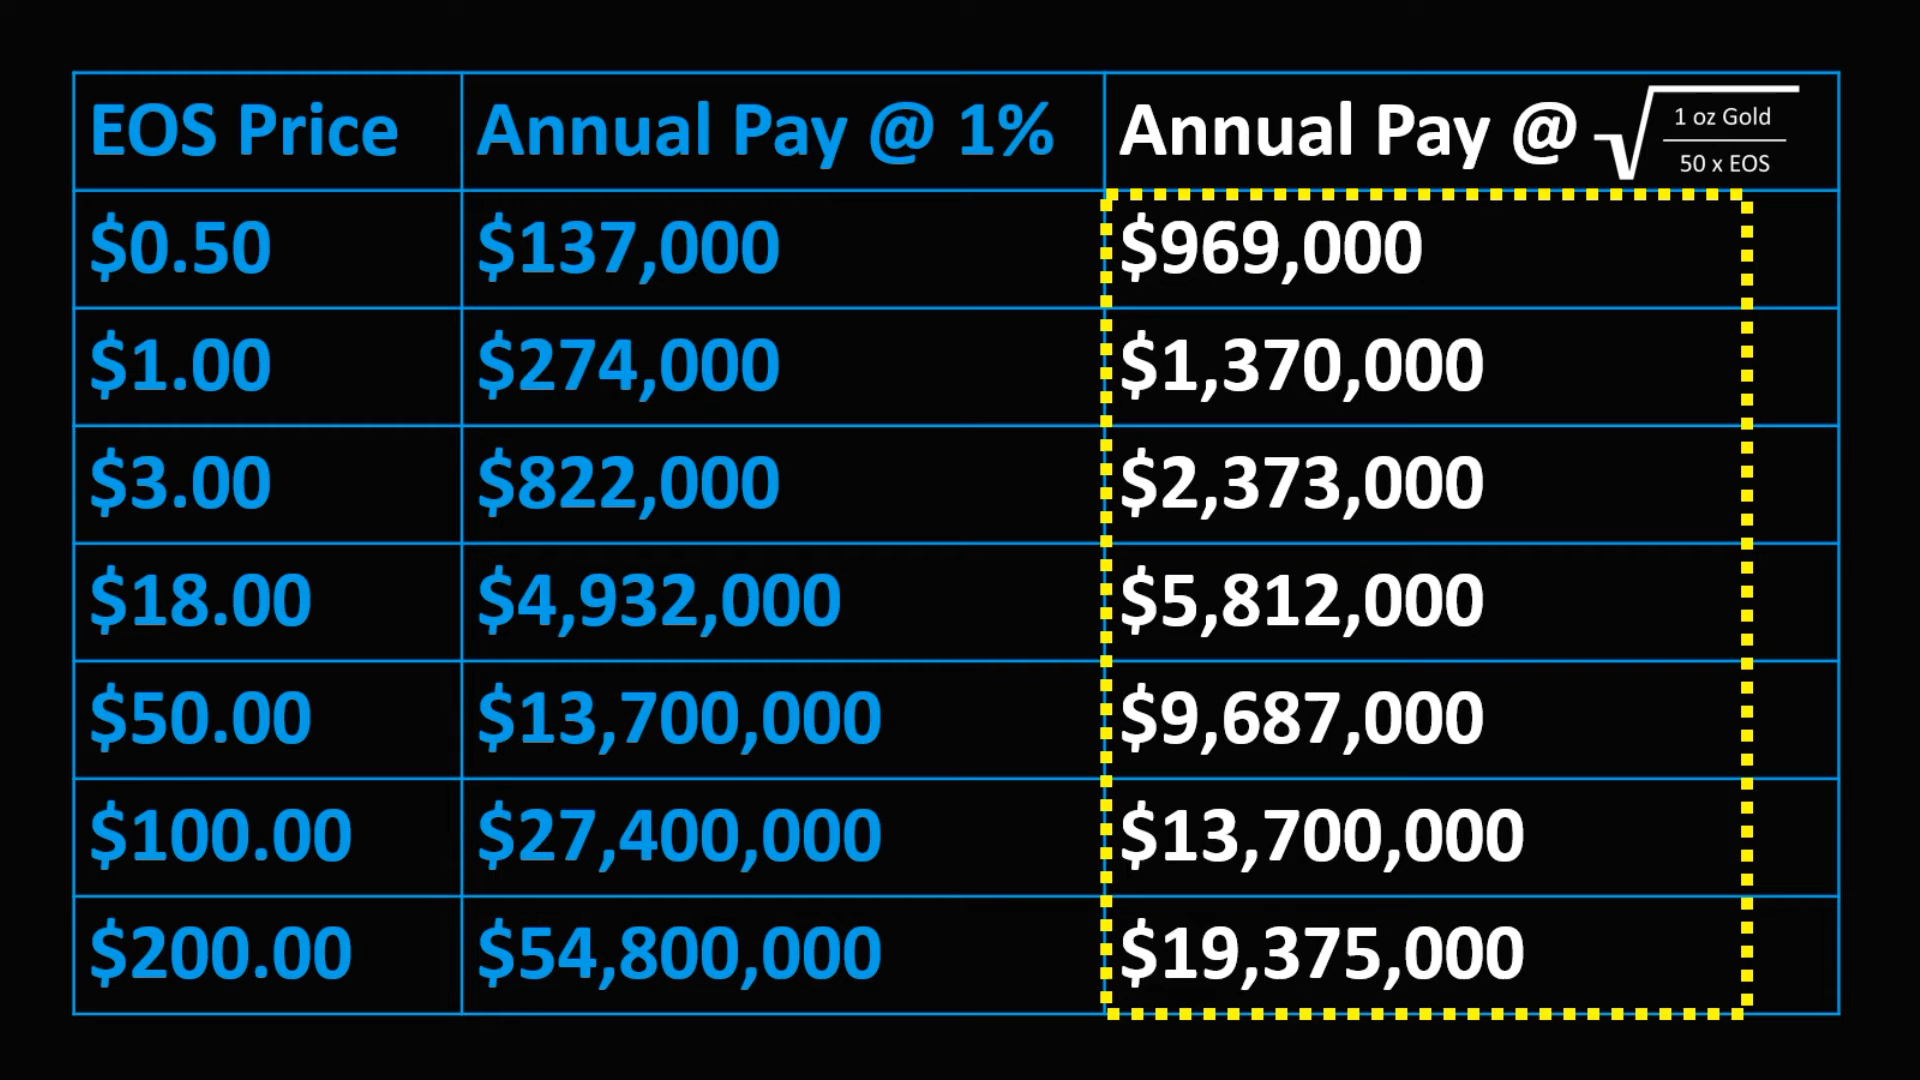 EOS Price Annual Pay @ 1% Annual Pay @ √ 1 oz Gold
50 x EOS
$0.50 $137,000 $969,000
$1.00 $274,000 $1,370,000
$3.00 $822,000 $2,373,000
$18.00 $4,932,000 $5,812,000
$50.00 $13,700,000 $9,687,000
$100.00 $27,400,000 $13,700,000
$200.00 $54,800,000 $19,375,000